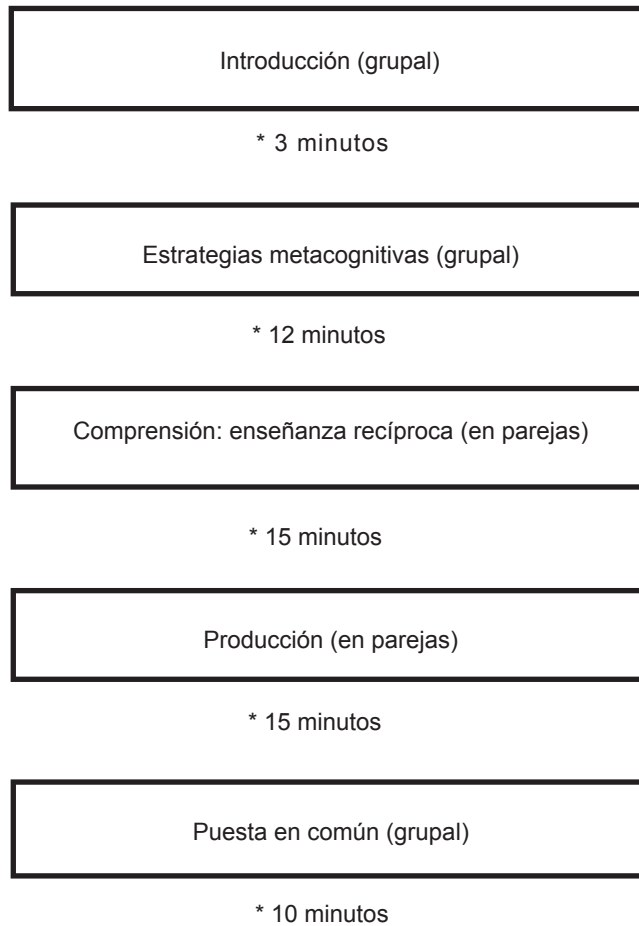 Introducción (grupal)
* 3 minutos
Estrategias metacognitivas (grupal)
* 12 minutos
Comprensión: enseñanza recíproca (en parejas)
* 15 minutos
Producción (en parejas)
* 15 minutos
Puesta en común (grupal)
* 10 minutos